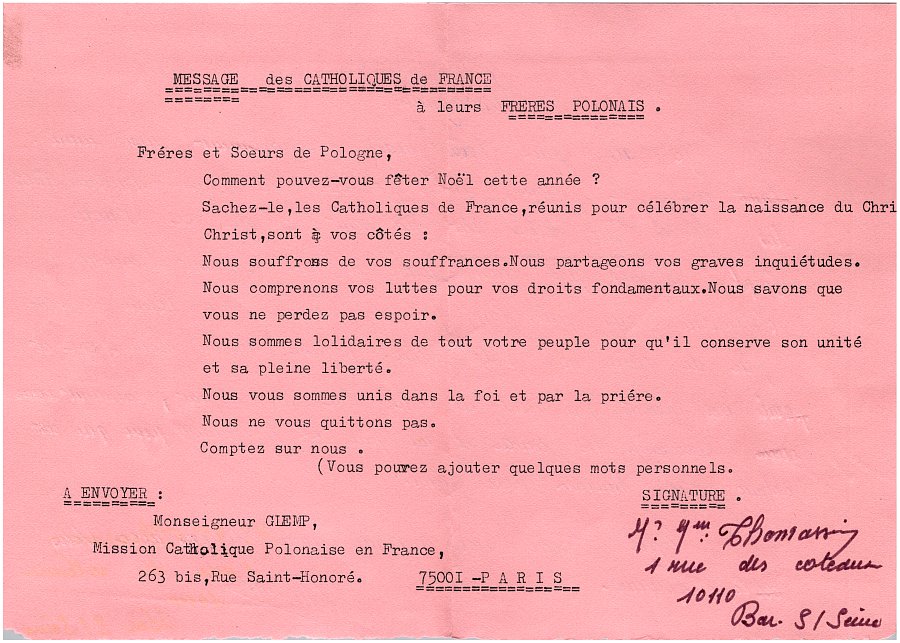 MESSAGE des CATHOLIQUES de FRANCE
à leurs FRERES POLONAIS .
Fréres et Soeurs de Pologne,
Comment pouvez-vous fêter Noël cette année ?
Sachez-le,les Catholiques de France,réunis pour célébrer la naissance du Chri
Christ,sont à vos côtés :
Nous souffrons de vos souffrances.Nous partageons vos graves inquiétudes.
Nous comprenons vos luttes pour vos droits fondamentaux.Nous savons que
vous ne perdez pas espoir.
Nous sommes lolidaires de tout votre peuple pour qu'il conserve son unité
et sa pleine liberté.
Nous vous sommes unis dans la foi et par la priére.
Nous ne vous quittons pas.
Comptez sur nous .
(Vous pouvez ajouter quelques mots personnels.
A ENVOYER :
SIGNATURE .
Monseigneur GLEMP,
Mission Catholique Polonaise en France,
263 bis,Rue Saint-Honoré. 7500I -P A R I S
Mr Mme Thomassin
1 rue des coteaux
10110
Bar. S/Seine